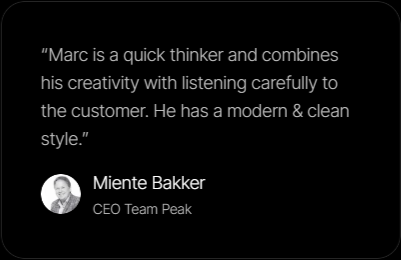 “Marc is a quick thinker and combines
his creativity with listening carefully to
the customer. He has a modern & clean
style.”
Miente Bakker
CEO Team Peak